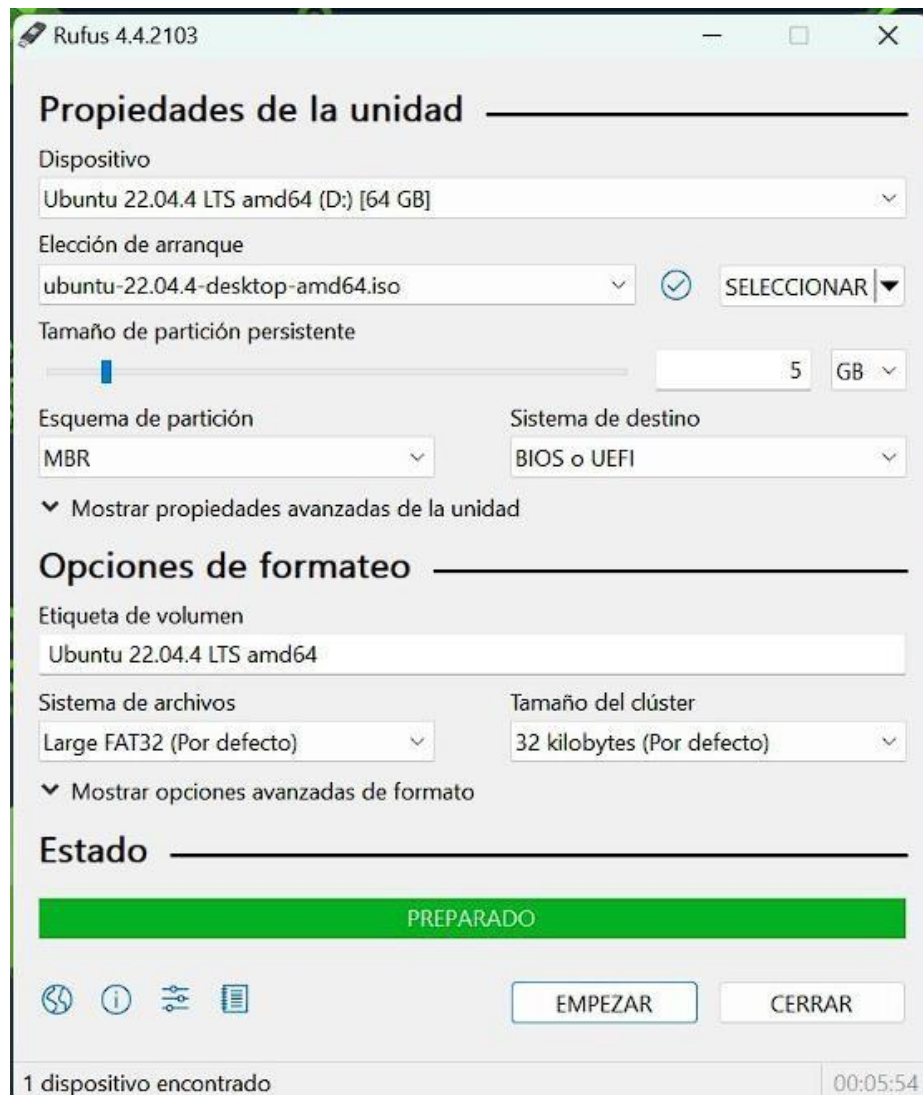 Rufus 4.4.2103
Propiedades de la unidad
Dispositivo
Ubuntu 22.04.4 LTS amd64 (D:) [64 GB]
Elección de arranque
ubuntu-22.04.4-desktop-amd64.iso SELECCIONAR
Tamaño de partición persistente
5 GB
Esquema de partición Sistema de destino
MBR BIOS o UEFI
Mostrar propiedades avanzadas de la unidad
Opciones de formateo
Etiqueta de volumen
Ubuntu 22.04.4 LTS amd64
Sistema de archivos Tamaño del clúster
Large FAT32 (Por defecto) 32 kilobytes (Por defecto)
Mostrar opciones avanzadas de formato
Estado
PREPARADO
EMPEZAR CERRAR
1 dispositivo encontrado 00:05:54